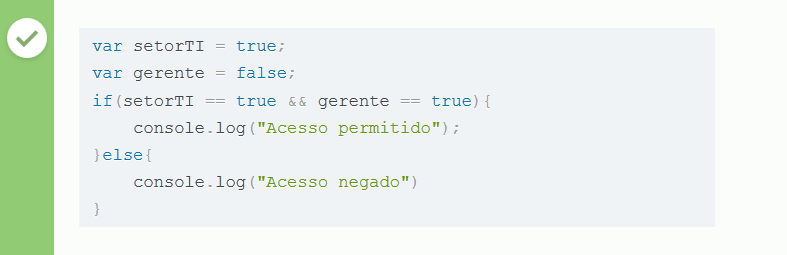 var setorTI = true;
var gerente = false;
if(setorTI == true && gerente == true){
    console.log("Acesso permitido");
}else{
    console.log("Acesso negado")
}